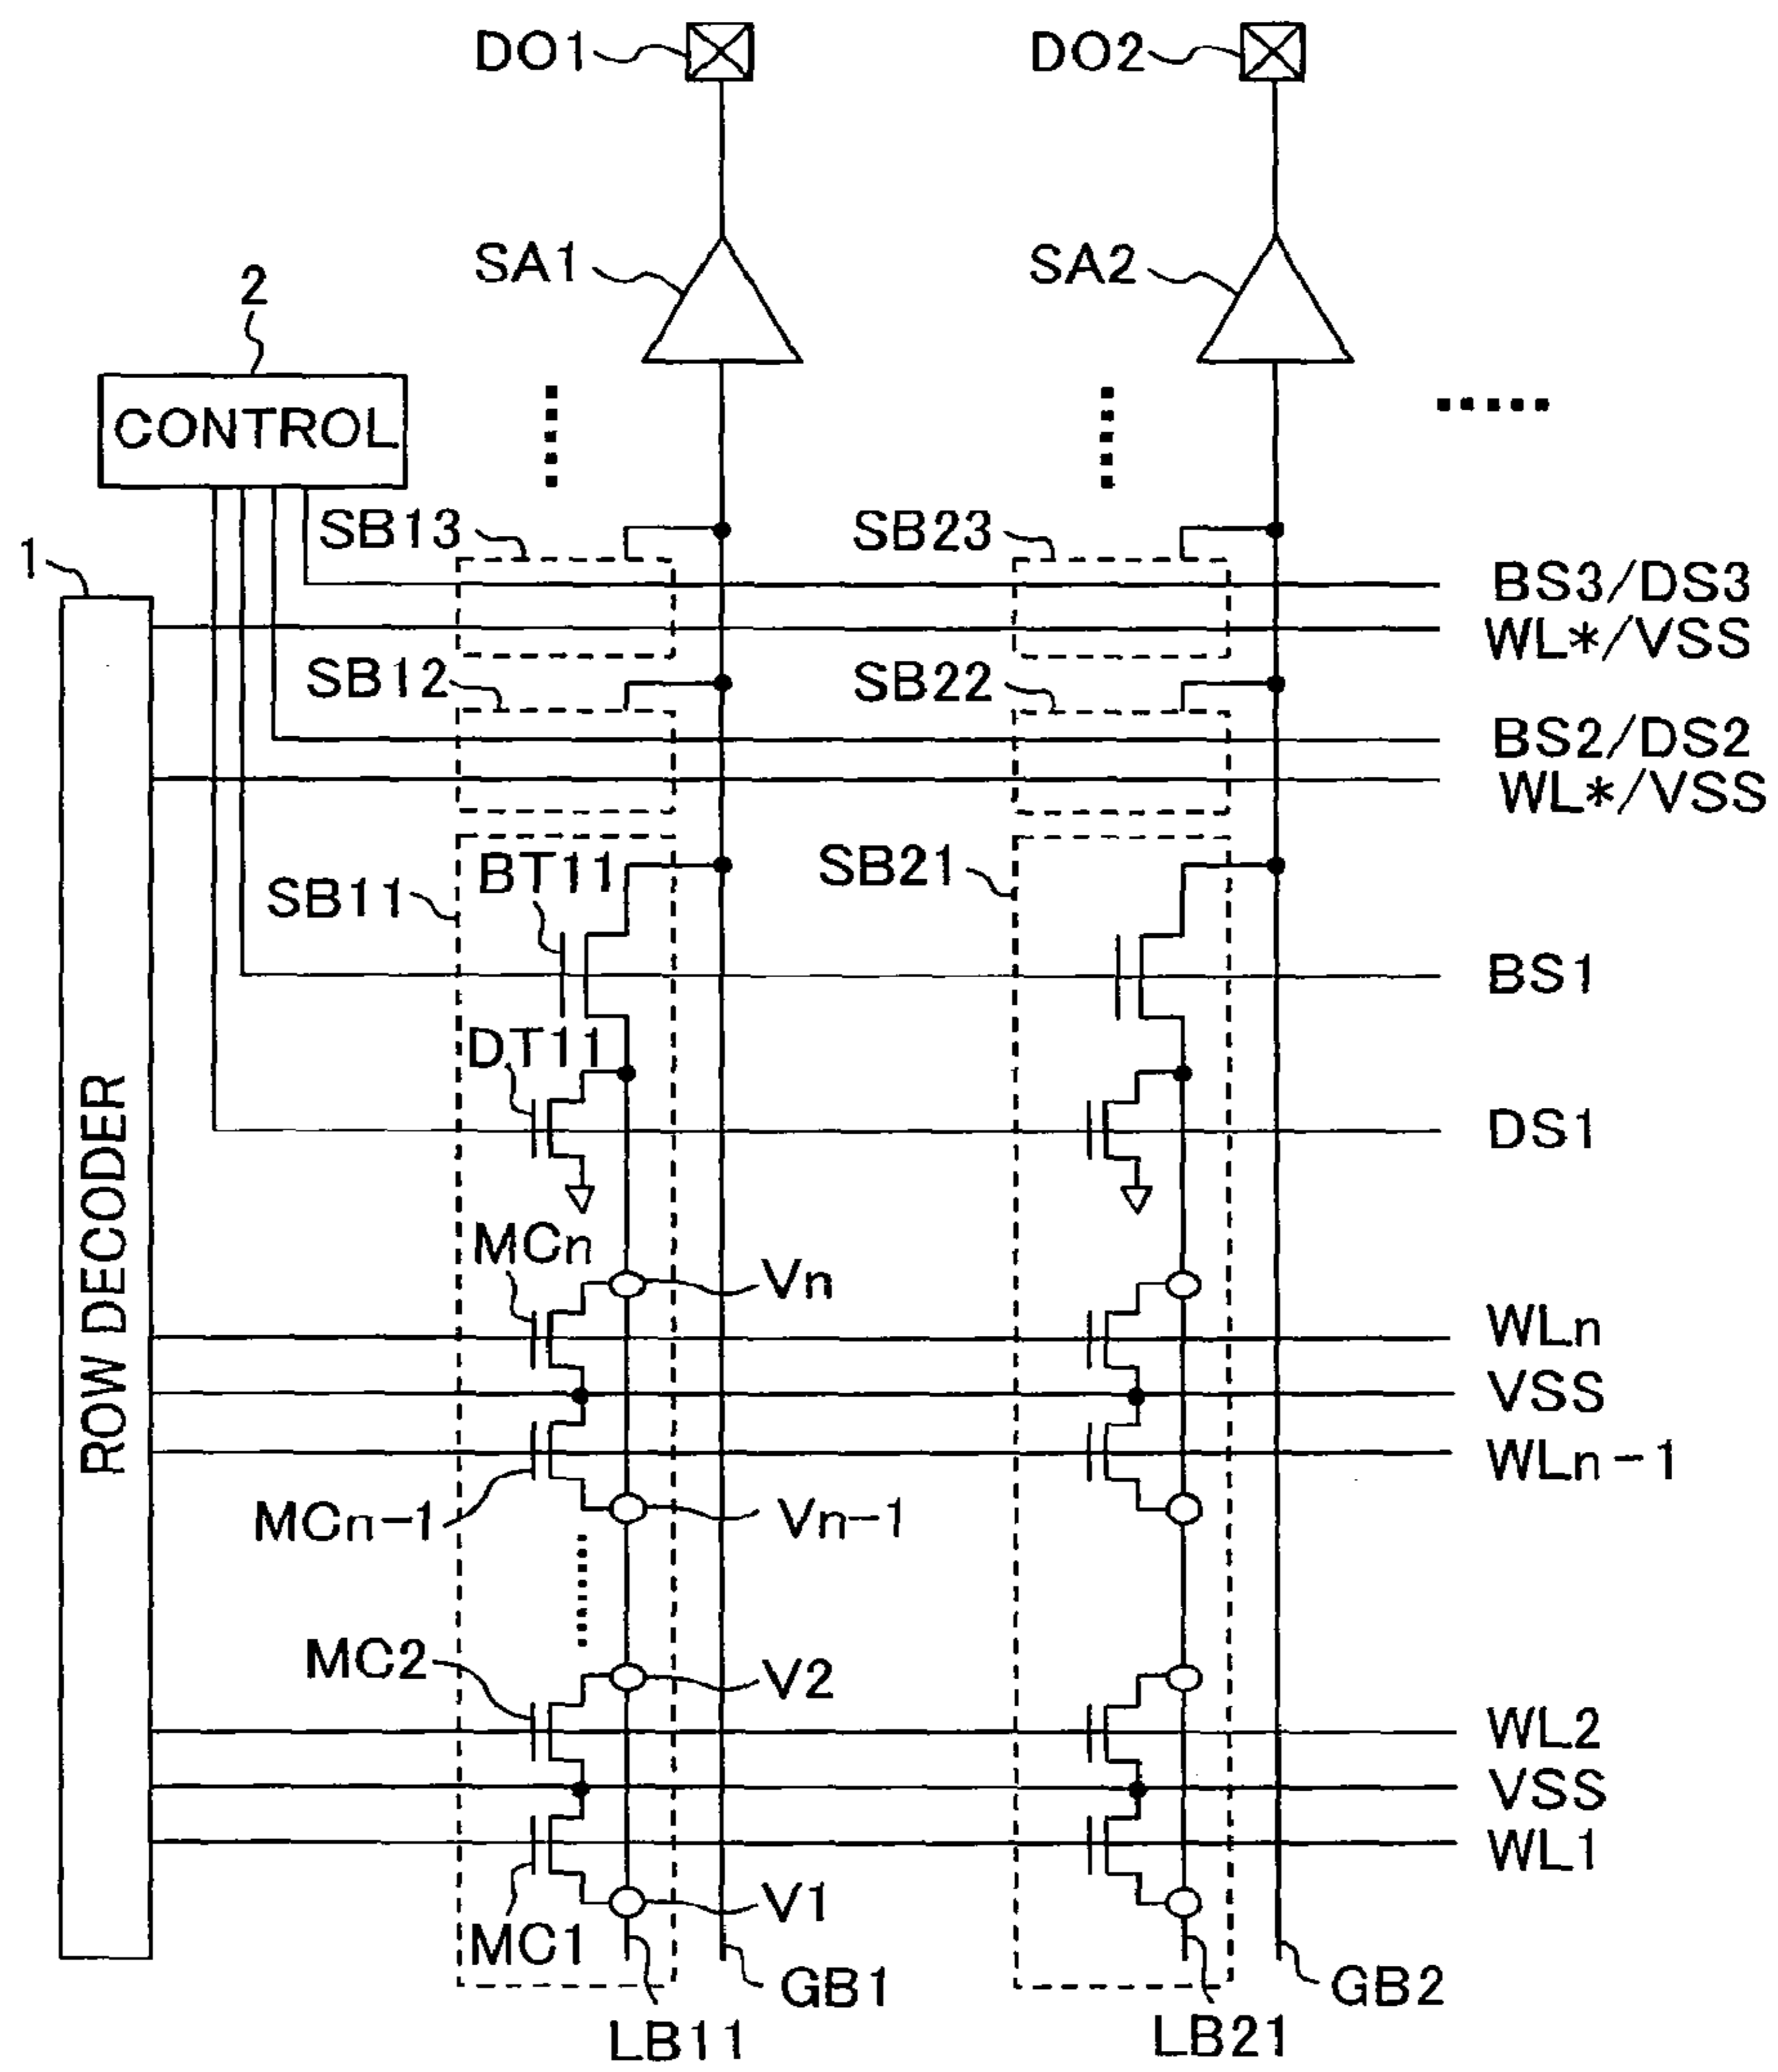 DO1
DO2
SA1
SA2
2
CONTROL
SB13
SB23
1
BS3/DS3
WL*/VSS
SB12
SB22
BS2/DS2
WL*/VSS
BT11
SB11
SB21
BS1
DT11
DS1
ROW DECODER
MCn
Vn
WLn
VSS
WLn-1
MCn-1
Vn-1
MC2
V2
WL2
VSS
WL1
V1
MC1
GB1
GB2
LB11
LB21